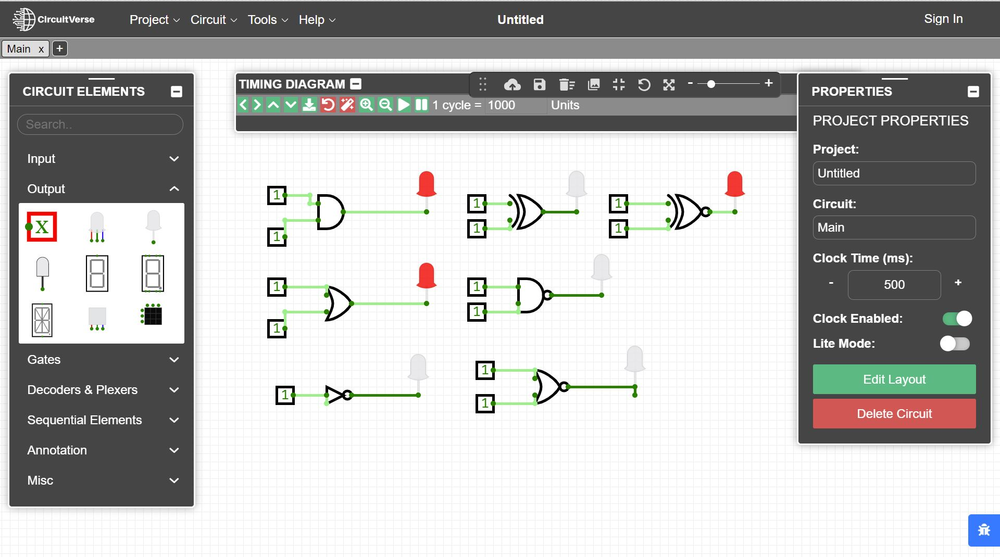 CircuitVerse
Project Circuit Tools Help
Untitled
Sign In
Main x +
CIRCUIT ELEMENTS
Search..
Input
Output
X
Gates
Decoders & Plexers
Sequential Elements
Annotation
Misc
TIMING DIAGRAM
- +
1 cycle = 1000 Units
1
1
1
1
1
1
1
1
1
1
1
1
1
PROPERTIES
PROJECT PROPERTIES
Project:
Untitled
Circuit:
Main
Clock Time (ms):
- 500 +
Clock Enabled:
Lite Mode:
Edit Layout
Delete Circuit